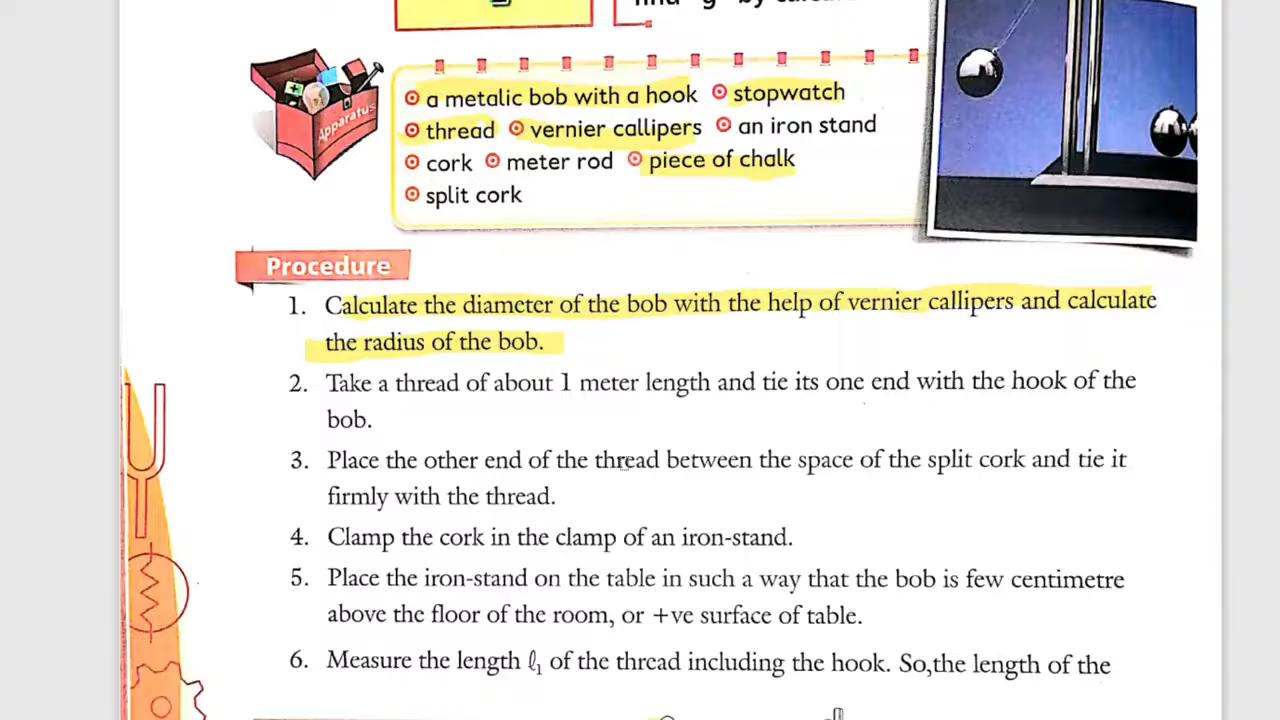 a metalic bob with a hook stopwatch
thread vernier callipers an iron stand
cork meter rod piece of chalk
split cork
Apparatus
Procedure
1. Calculate the diameter of the bob with the help of vernier callipers and calculate
the radius of the bob.
2. Take a thread of about 1 meter length and tie its one end with the hook of the
bob.
3. Place the other end of the thread between the space of the split cork and tie it
firmly with the thread.
4. Clamp the cork in the clamp of an iron-stand.
5. Place the iron-stand on the table in such a way that the bob is few centimetre
above the floor of the room, or +ve surface of table.
6. Measure the length ℓ₁ of the thread including the hook. So,the length of the